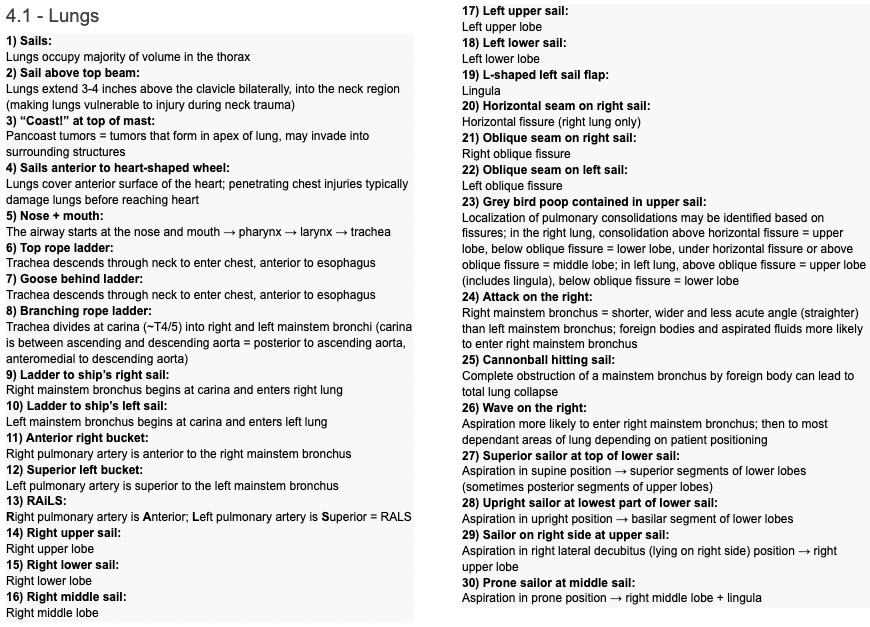 4.1 - Lungs
1) Sails:
Lungs occupy majority of volume in the thorax
2) Sail above top beam:
Lungs extend 3-4 inches above the clavicle bilaterally, into the neck region
(making lungs vulnerable to injury during neck trauma)
3) “Coast!” at top of mast:
Pancoast tumors = tumors that form in apex of lung, may invade into
surrounding structures
4) Sails anterior to heart-shaped wheel:
Lungs cover anterior surface of the heart; penetrating chest injuries typically
damage lungs before reaching heart
5) Nose + mouth:
The airway starts at the nose and mouth → pharynx → larynx → trachea
6) Top rope ladder:
Trachea descends through neck to enter chest, anterior to esophagus
7) Goose behind ladder:
Trachea descends through neck to enter chest, anterior to esophagus
8) Branching rope ladder:
Trachea divides at carina (~T4/5) into right and left mainstem bronchi (carina
is between ascending and descending aorta = posterior to ascending aorta,
anteromedial to descending aorta)
9) Ladder to ship's right sail:
Right mainstem bronchus begins at carina and enters right lung
10) Ladder to ship's left sail:
Left mainstem bronchus begins at carina and enters left lung
11) Anterior right bucket:
Right pulmonary artery is anterior to the right mainstem bronchus
12) Superior left bucket:
Left pulmonary artery is superior to the left mainstem bronchus
13) RAiLS:
Right pulmonary artery is Anterior; Left pulmonary artery is Superior = RALS
14) Right upper sail:
Right upper lobe
15) Right lower sail:
Right lower lobe
16) Right middle sail:
Right middle lobe
17) Left upper sail:
Left upper lobe
18) Left lower sail:
Left lower lobe
19) L-shaped left sail flap:
Lingula
20) Horizontal seam on right sail:
Horizontal fissure (right lung only)
21) Oblique seam on right sail:
Right oblique fissure
22) Oblique seam on left sail:
Left oblique fissure
23) Grey bird poop contained in upper sail:
Localization of pulmonary consolidations may be identified based on
fissures; in the right lung, consolidation above horizontal fissure = upper
lobe, below oblique fissure = lower lobe, under horizontal fissure or above
oblique fissure = middle lobe; in left lung, above oblique fissure = upper lobe
(includes lingula), below oblique fissure = lower lobe
24) Attack on the right:
Right mainstem bronchus = shorter, wider and less acute angle (straighter)
than left mainstem bronchus; foreign bodies and aspirated fluids more likely
to enter right mainstem bronchus
25) Cannonball hitting sail:
Complete obstruction of a mainstem bronchus by foreign body can lead to
total lung collapse
26) Wave on the right:
Aspiration more likely to enter right mainstem bronchus; then to most
dependant areas of lung depending on patient positioning
27) Superior sailor at top of lower sail:
Aspiration in supine position → superior segments of lower lobes
(sometimes posterior segments of upper lobes)
28) Upright sailor at lowest part of lower sail:
Aspiration in upright position → basilar segment of lower lobes
29) Sailor on right side at upper sail:
Aspiration in right lateral decubitus (lying on right side) position → right
upper lobe
30) Prone sailor at middle sail:
Aspiration in prone position → right middle lobe + lingula